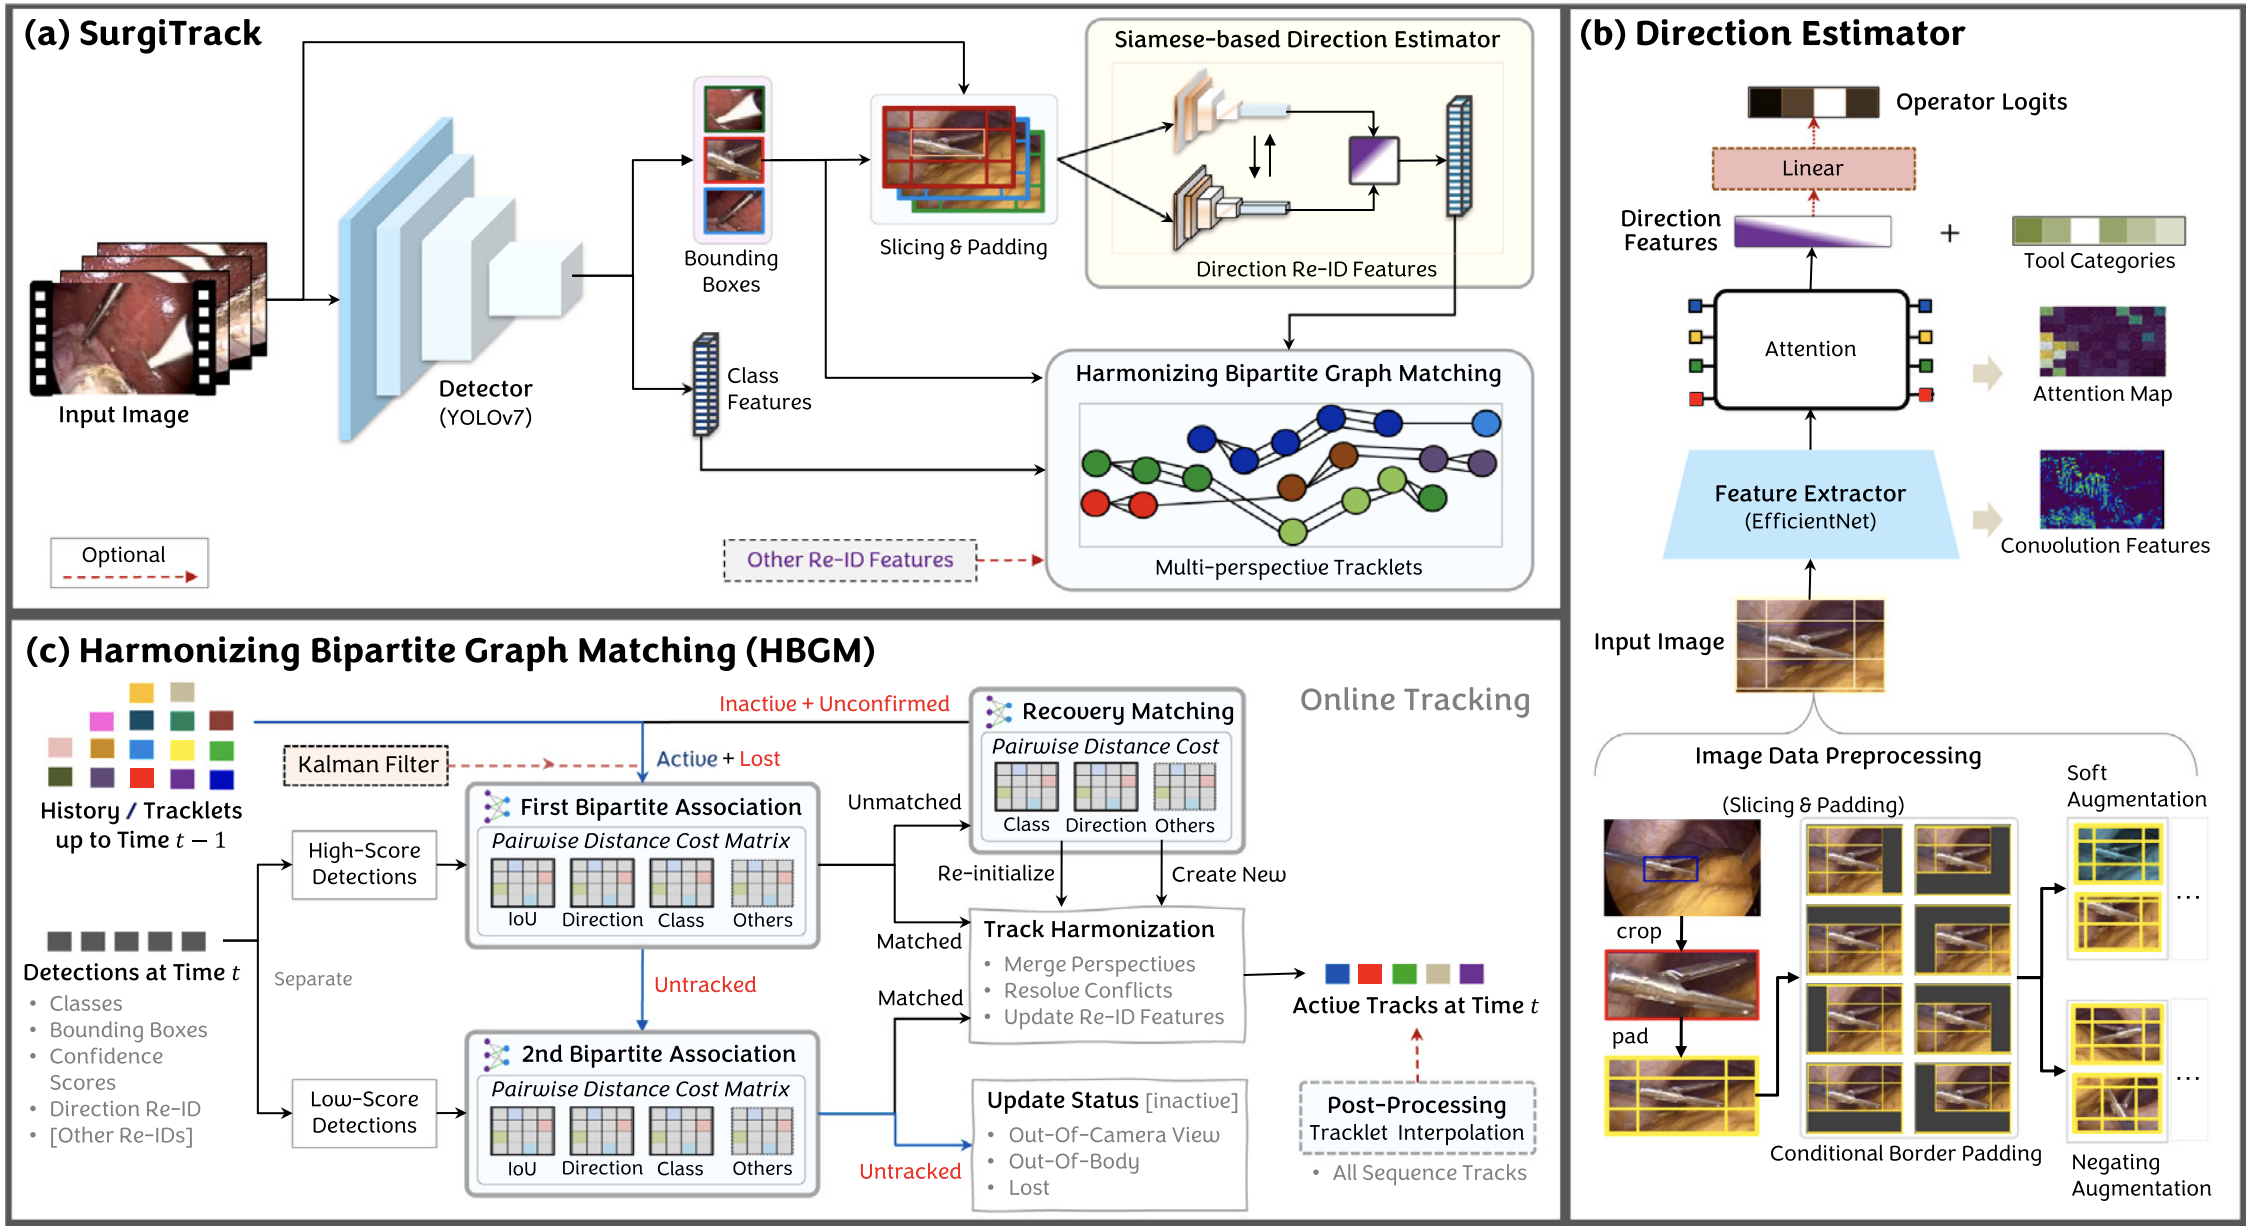 (a) SurgiTrack
Input Image
Detector
(YOLOv7)
Bounding
Boxes
Class
Features
Slicing & Padding
Siamese-based Direction Estimator
Direction Re-ID Features
Harmonizing Bipartite Graph Matching
Multi-perspective Tracklets
Other Re-ID Features
Optional
(b) Direction Estimator
Operator Logits
Linear
Direction
Features
+
Tool Categories
Attention
Attention Map
Feature Extractor
(EfficientNet)
Convolution Features
Input Image
Image Data Preprocessing
(Slicing & Padding)
Soft
Augmentation
crop
pad
...
...
Conditional Border Padding
Negating
Augmentation
(c) Harmonizing Bipartite Graph Matching (HBGM)
Online Tracking
History / Tracklets
up to Time t − 1
Inactive + Unconfirmed
Kalman Filter
Active + Lost
Detections at Time t
• Classes
• Bounding Boxes
• Confidence
Scores
• Direction Re-ID
• [Other Re-IDs]
Separate
High-Score
Detections
Low-Score
Detections
First Bipartite Association
Pairwise Distance Cost Matrix
IoU Direction Class Others
Untracked
2nd Bipartite Association
Pairwise Distance Cost Matrix
IoU Direction Class Others
Recovery Matching
Pairwise Distance Cost
Class Direction Others
Unmatched
Matched
Re-initialize
Create New
Track Harmonization
• Merge Perspectives
• Resolve Conflicts
• Update Re-ID Features
Matched
Untracked
Update Status [inactive]
• Out-Of-Camera View
• Out-Of-Body
• Lost
Active Tracks at Time t
Post-Processing
Tracklet Interpolation
• All Sequence Tracks